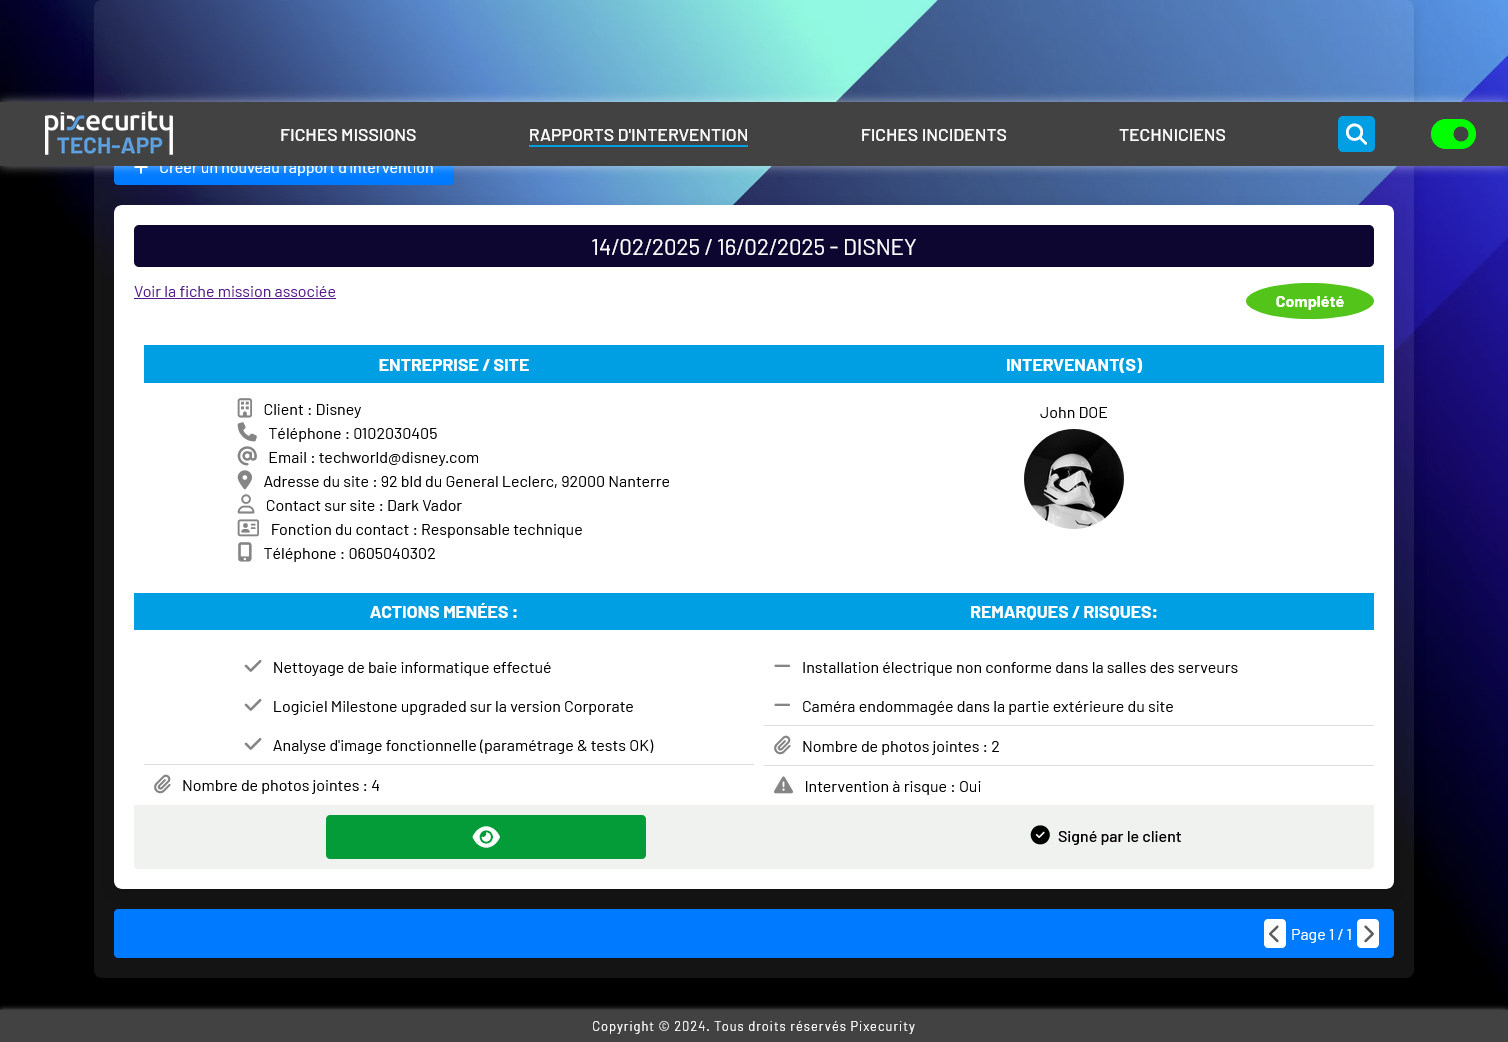 pixecurity
TECH-APP
FICHES MISSIONS
RAPPORTS D'INTERVENTION
FICHES INCIDENTS
TECHNICIENS
Créer un nouveau rapport d'intervention
14/02/2025 / 16/02/2025 - DISNEY
Voir la fiche mission associée
Complété
ENTREPRISE / SITE
Client : Disney
Téléphone : 0102030405
Email : techworld@disney.com
Adresse du site : 92 bld du General Leclerc, 92000 Nanterre
Contact sur site : Dark Vador
Fonction du contact : Responsable technique
Téléphone : 0605040302
INTERVENANT(S)
John DOE
ACTIONS MENÉES :
Nettoyage de baie informatique effectué
Logiciel Milestone upgraded sur la version Corporate
Analyse d'image fonctionnelle (paramétrage & tests OK)
Nombre de photos jointes : 4
REMARQUES / RISQUES:
Installation électrique non conforme dans la salles des serveurs
Caméra endommagée dans la partie extérieure du site
Nombre de photos jointes : 2
Intervention à risque : Oui
Signé par le client
Page 1 / 1
Copyright © 2024. Tous droits réservés Pixecurity